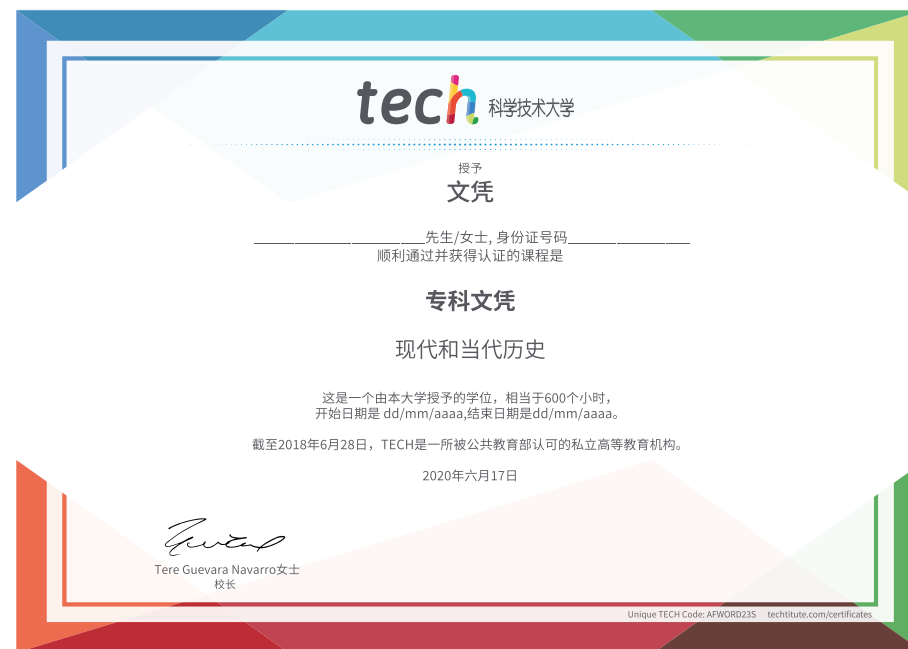 tech 科学技术大学
授予
文凭
______________________先生/女士, 身份证号码________________
顺利通过并获得认证的课程是
专科文凭
现代和当代历史
这是一个由本大学授予的学位，相当于600个小时，
开始日期是 dd/mm/aaaa,结束日期是dd/mm/aaaa。
截至2018年6月28日，TECH是一所被公共教育部认可的私立高等教育机构。
2020年六月17日
Tere Guevara Navarro女士
校长
Unique TECH Code: AFWORD23S techtitute.com/certificates